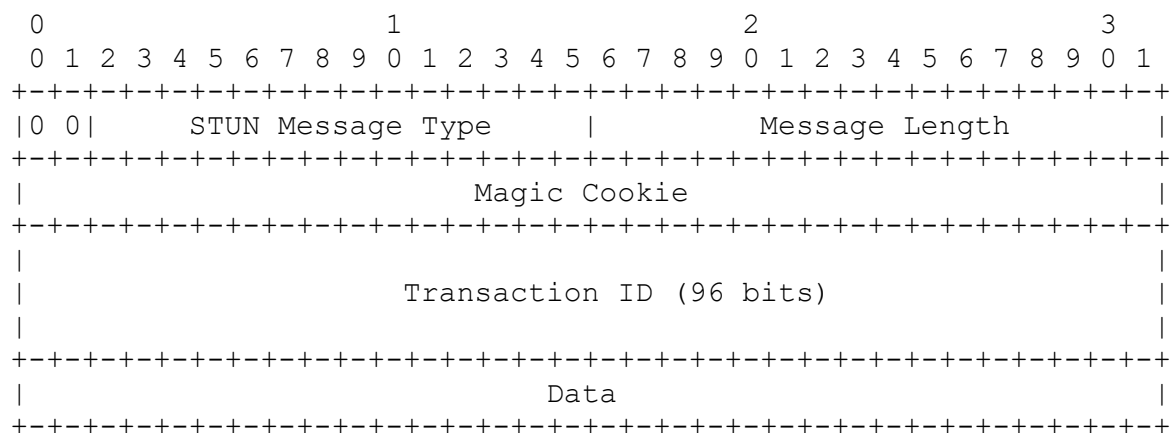 0                   1                   2                   3
 0 1 2 3 4 5 6 7 8 9 0 1 2 3 4 5 6 7 8 9 0 1 2 3 4 5 6 7 8 9 0 1
+-+-+-+-+-+-+-+-+-+-+-+-+-+-+-+-+-+-+-+-+-+-+-+-+-+-+-+-+-+-+-+-+
|0 0|     STUN Message Type     |         Message Length        |
+-+-+-+-+-+-+-+-+-+-+-+-+-+-+-+-+-+-+-+-+-+-+-+-+-+-+-+-+-+-+-+-+
|                         Magic Cookie                          |
+-+-+-+-+-+-+-+-+-+-+-+-+-+-+-+-+-+-+-+-+-+-+-+-+-+-+-+-+-+-+-+-+
|                                                               |
|                     Transaction ID (96 bits)                  |
|                                                               |
+-+-+-+-+-+-+-+-+-+-+-+-+-+-+-+-+-+-+-+-+-+-+-+-+-+-+-+-+-+-+-+-+
|                             Data                              |
+-+-+-+-+-+-+-+-+-+-+-+-+-+-+-+-+-+-+-+-+-+-+-+-+-+-+-+-+-+-+-+-+